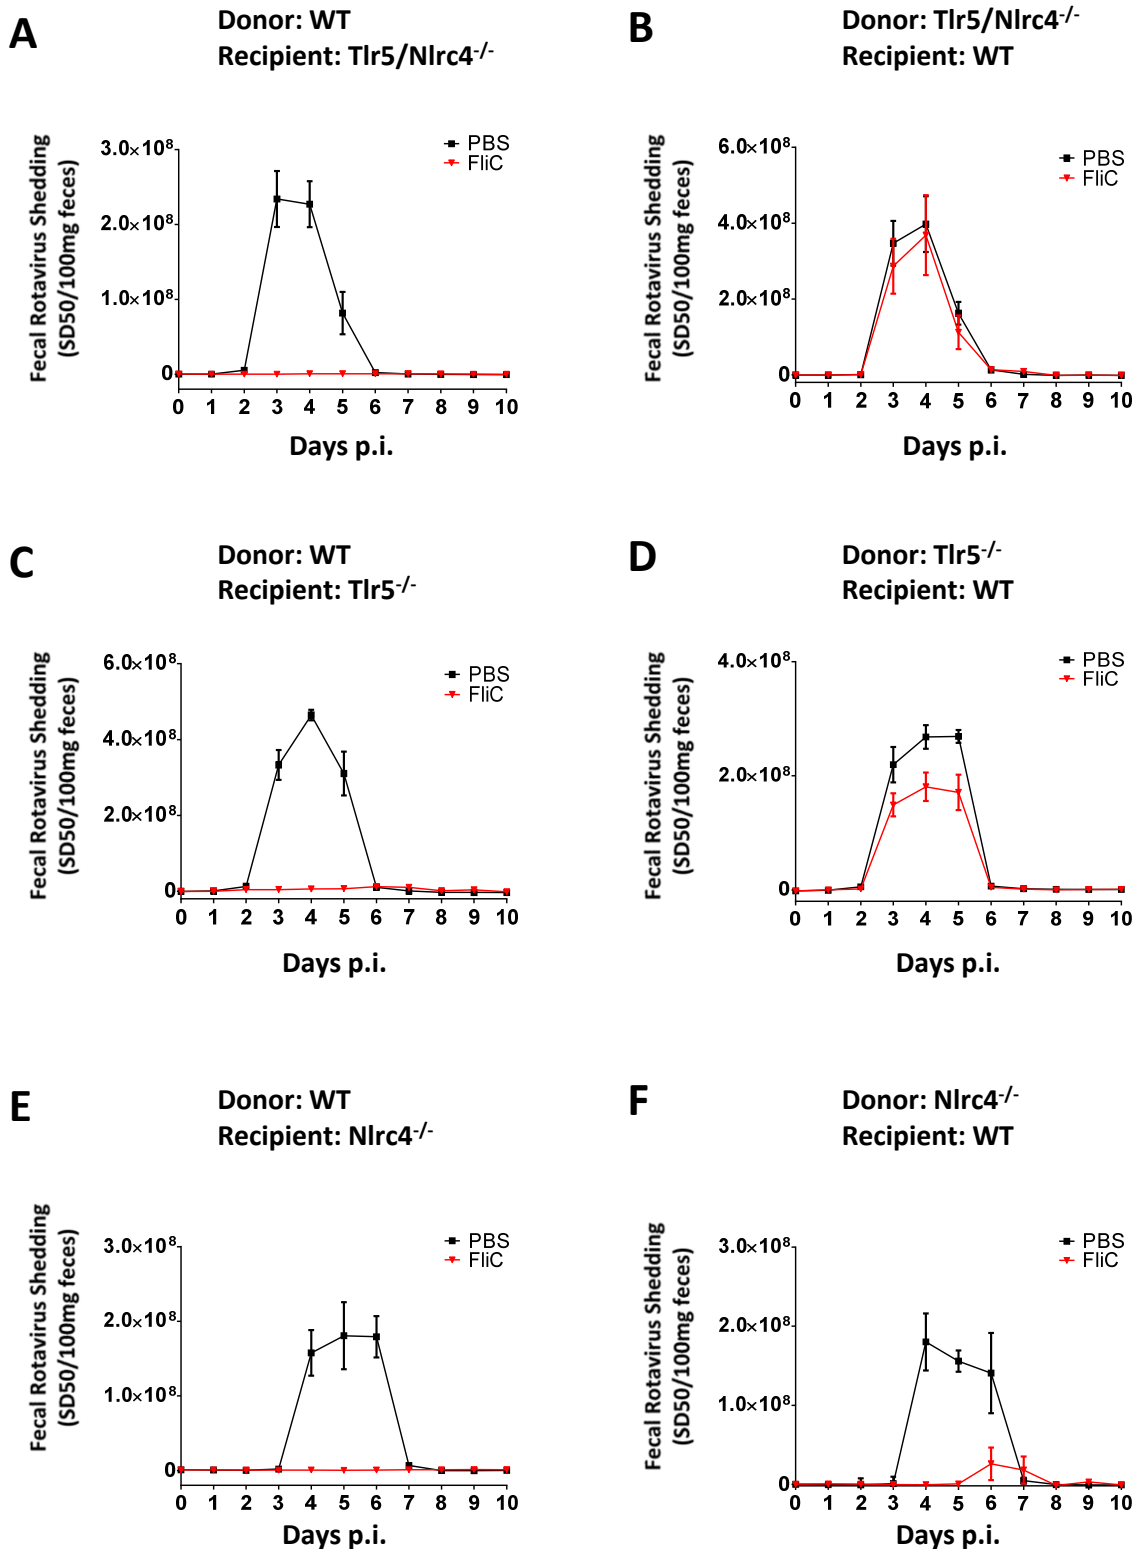 A
Donor: WT
Recipient: Tlr5/Nlrc4-/-
Fecal Rotavirus Shedding
(SD50/100mg feces)
3.0×10⁸
2.0×10⁸
1.0×10⁸
0
PBS
FliC
0 1 2 3 4 5 6 7 8 9 10
Days p.i.
B
Donor: Tlr5/Nlrc4-/-
Recipient: WT
Fecal Rotavirus Shedding
(SD50/100mg feces)
6.0×10⁸
4.0×10⁸
2.0×10⁸
0
PBS
FliC
0 1 2 3 4 5 6 7 8 9 10
Days p.i.
C
Donor: WT
Recipient: Tlr5-/-
Fecal Rotavirus Shedding
(SD50/100mg feces)
6.0×10⁸
4.0×10⁸
2.0×10⁸
0
PBS
FliC
0 1 2 3 4 5 6 7 8 9 10
Days p.i.
D
Donor: Tlr5-/-
Recipient: WT
Fecal Rotavirus Shedding
(SD50/100mg feces)
4.0×10⁸
2.0×10⁸
0
PBS
FliC
0 1 2 3 4 5 6 7 8 9 10
Days p.i.
E
Donor: WT
Recipient: Nlrc4-/-
Fecal Rotavirus Shedding
(SD50/100mg feces)
3.0×10⁸
2.0×10⁸
1.0×10⁸
0
PBS
FliC
0 1 2 3 4 5 6 7 8 9 10
Days p.i.
F
Donor: Nlrc4-/-
Recipient: WT
Fecal Rotavirus Shedding
(SD50/100mg feces)
3.0×10⁸
2.0×10⁸
1.0×10⁸
0
PBS
FliC
0 1 2 3 4 5 6 7 8 9 10
Days p.i.